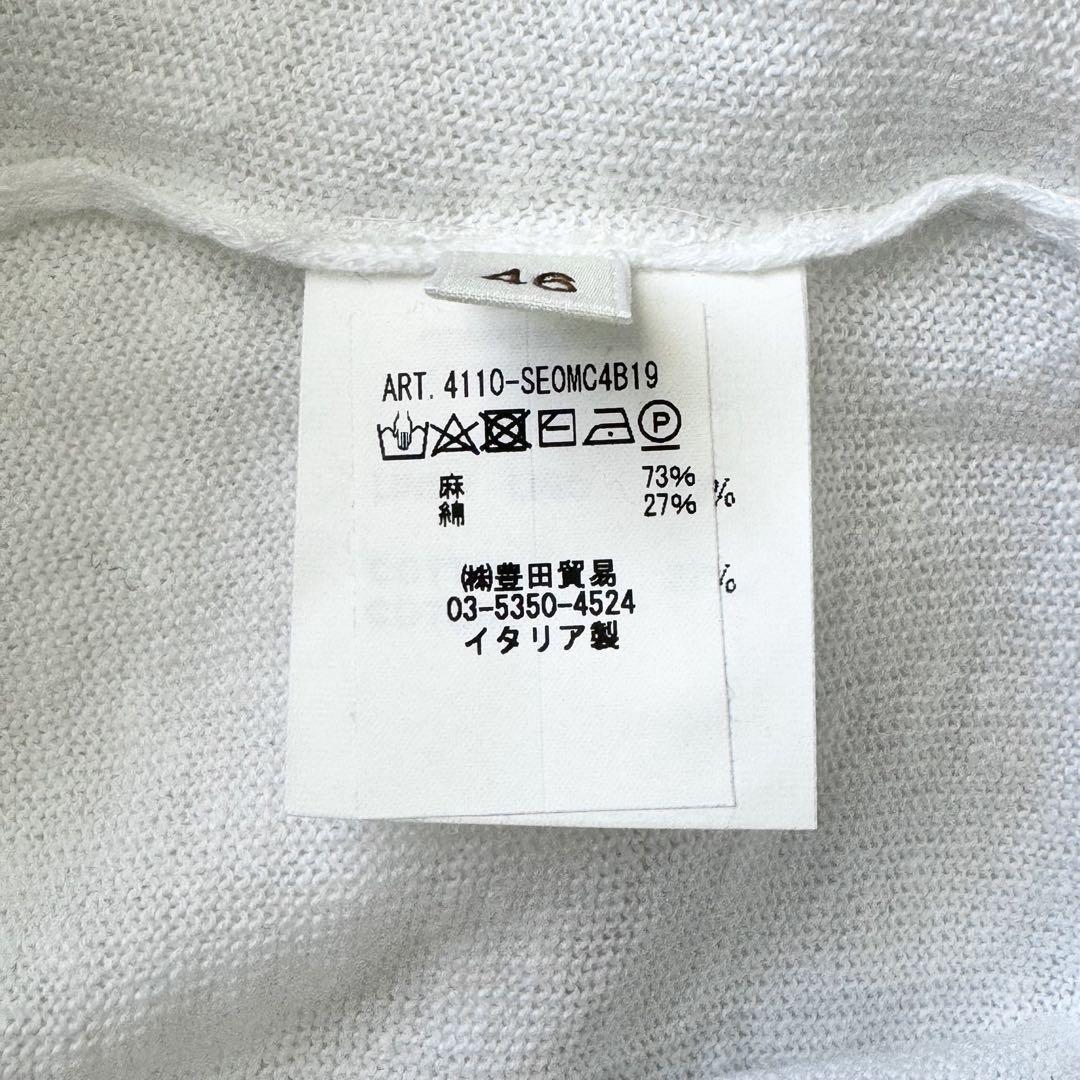 46
ART. 4110-SEOMC4B19
P
麻 73%
綿 27%
%
%
㈱豊田貿易
03-5350-4524
イタリア製